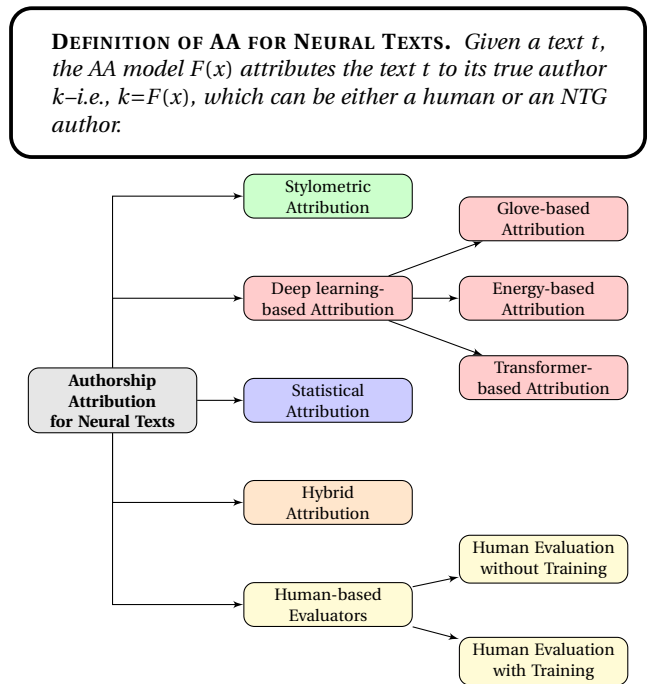 DEFINITION OF AA FOR NEURAL TEXTS. Given a text t,
the AA model F(x) attributes the text t to its true author
k–i.e., k=F(x), which can be either a human or an NTG
author.
Stylometric
Attribution
Glove-based
Attribution
Deep learning-
based Attribution
Energy-based
Attribution
Transformer-
based Attribution
Authorship
Attribution
for Neural Texts
Statistical
Attribution
Hybrid
Attribution
Human Evaluation
without Training
Human-based
Evaluators
Human Evaluation
with Training